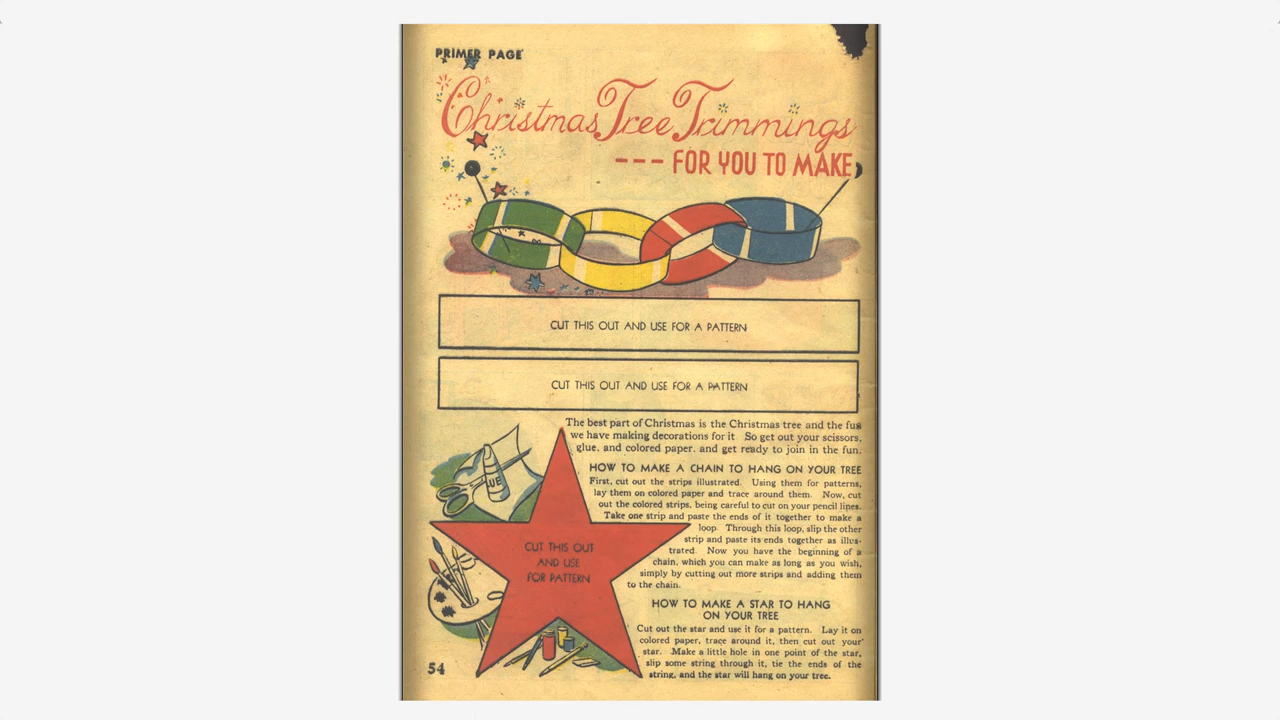 PRIMER PAGE
Christmas Tree Trimmings
--- FOR YOU TO MAKE
CUT THIS OUT AND USE FOR A PATTERN
CUT THIS OUT AND USE FOR A PATTERN
The best part of Christmas is the Christmas tree and the fun
we have making decorations for it. So get out your scissors,
glue, and colored paper, and get ready to join in the fun.
HOW TO MAKE A CHAIN TO HANG ON YOUR TREE
First, cut out the strips illustrated. Using them for patterns,
lay them on colored paper and trace around them. Now, cut
out the colored strips, being careful to cut on your pencil lines.
Take one strip and paste the ends of it together to make a
loop. Through this loop, slip the other
strip and paste its ends together as illus-
trated. Now you have the beginning of a
chain, which you can make as long as you wish,
simply by cutting out more strips and adding them
to the chain.
UE
CUT THIS OUT
AND USE
FOR PATTERN
HOW TO MAKE A STAR TO HANG
ON YOUR TREE
Cut out the star and use it for a pattern. Lay it on
colored paper, trace around it, then cut out your
star. Make a little hole in one point of the star,
slip some string through it, tie the ends of the
string, and the star will hang on your tree.
54